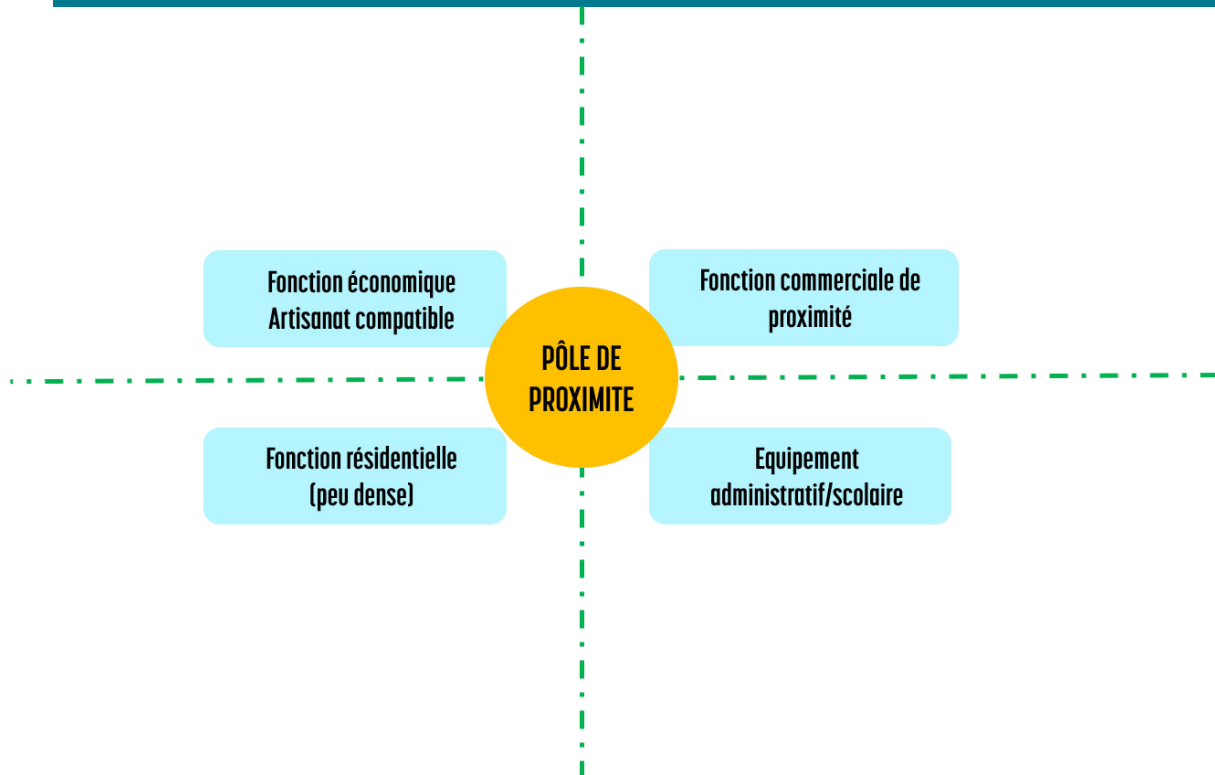 Fonction économique
Artisanat compatible
Fonction commerciale de
proximité
PÔLE DE
PROXIMITE
Fonction résidentielle
(peu dense)
Equipement
administratif/scolaire